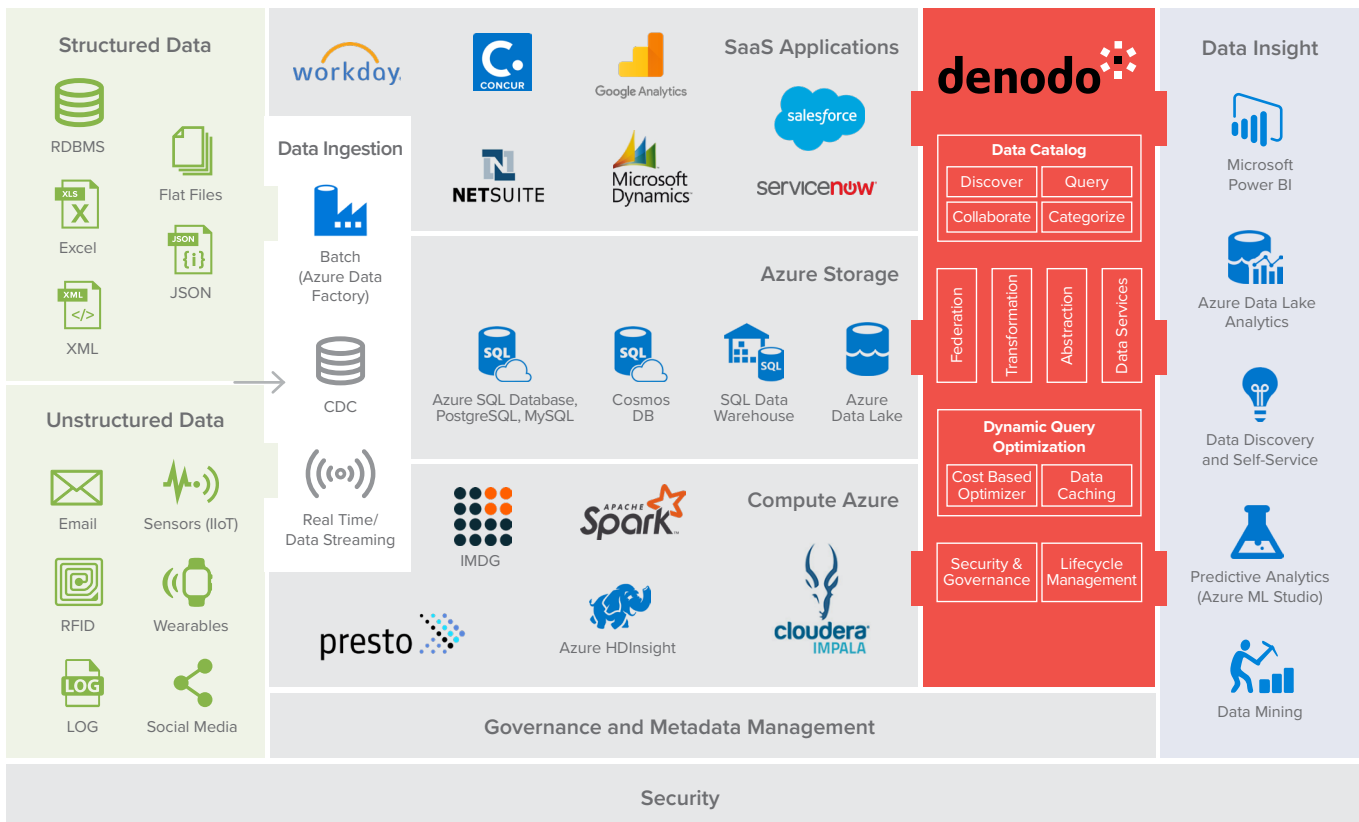 Structured Data
RDBMS
Flat Files
XLS
X
Excel
JSON
{i}
JSON
XML
</>
XML
Unstructured Data
Email
Sensors (IIoT)
RFID
Wearables
LOG
LOG
Social Media
Data Ingestion
Batch
(Azure Data
Factory)
CDC
Real Time/
Data Streaming
SaaS Applications
workday.
C.
CONCUR
Google Analytics
salesforce
N
NETSUITE
Microsoft
Dynamics
servicenow
Azure Storage
SQL
Azure SQL Database,
PostgreSQL, MySQL
SQL
Cosmos
DB
SQL
SQL Data
Warehouse
Azure
Data Lake
Compute Azure
IMDG
APACHE
Spark™
presto
Azure HDInsight
cloudera
IMPALA
denodo
Data Catalog
Discover
Query
Collaborate
Categorize
Federation
Transformation
Abstraction
Data Services
Dynamic Query
Optimization
Cost Based
Optimizer
Data
Caching
Security &
Governance
Lifecycle
Management
Data Insight
Microsoft
Power BI
Azure Data Lake
Analytics
Data Discovery
and Self-Service
Predictive Analytics
(Azure ML Studio)
Data Mining
Governance and Metadata Management
Security